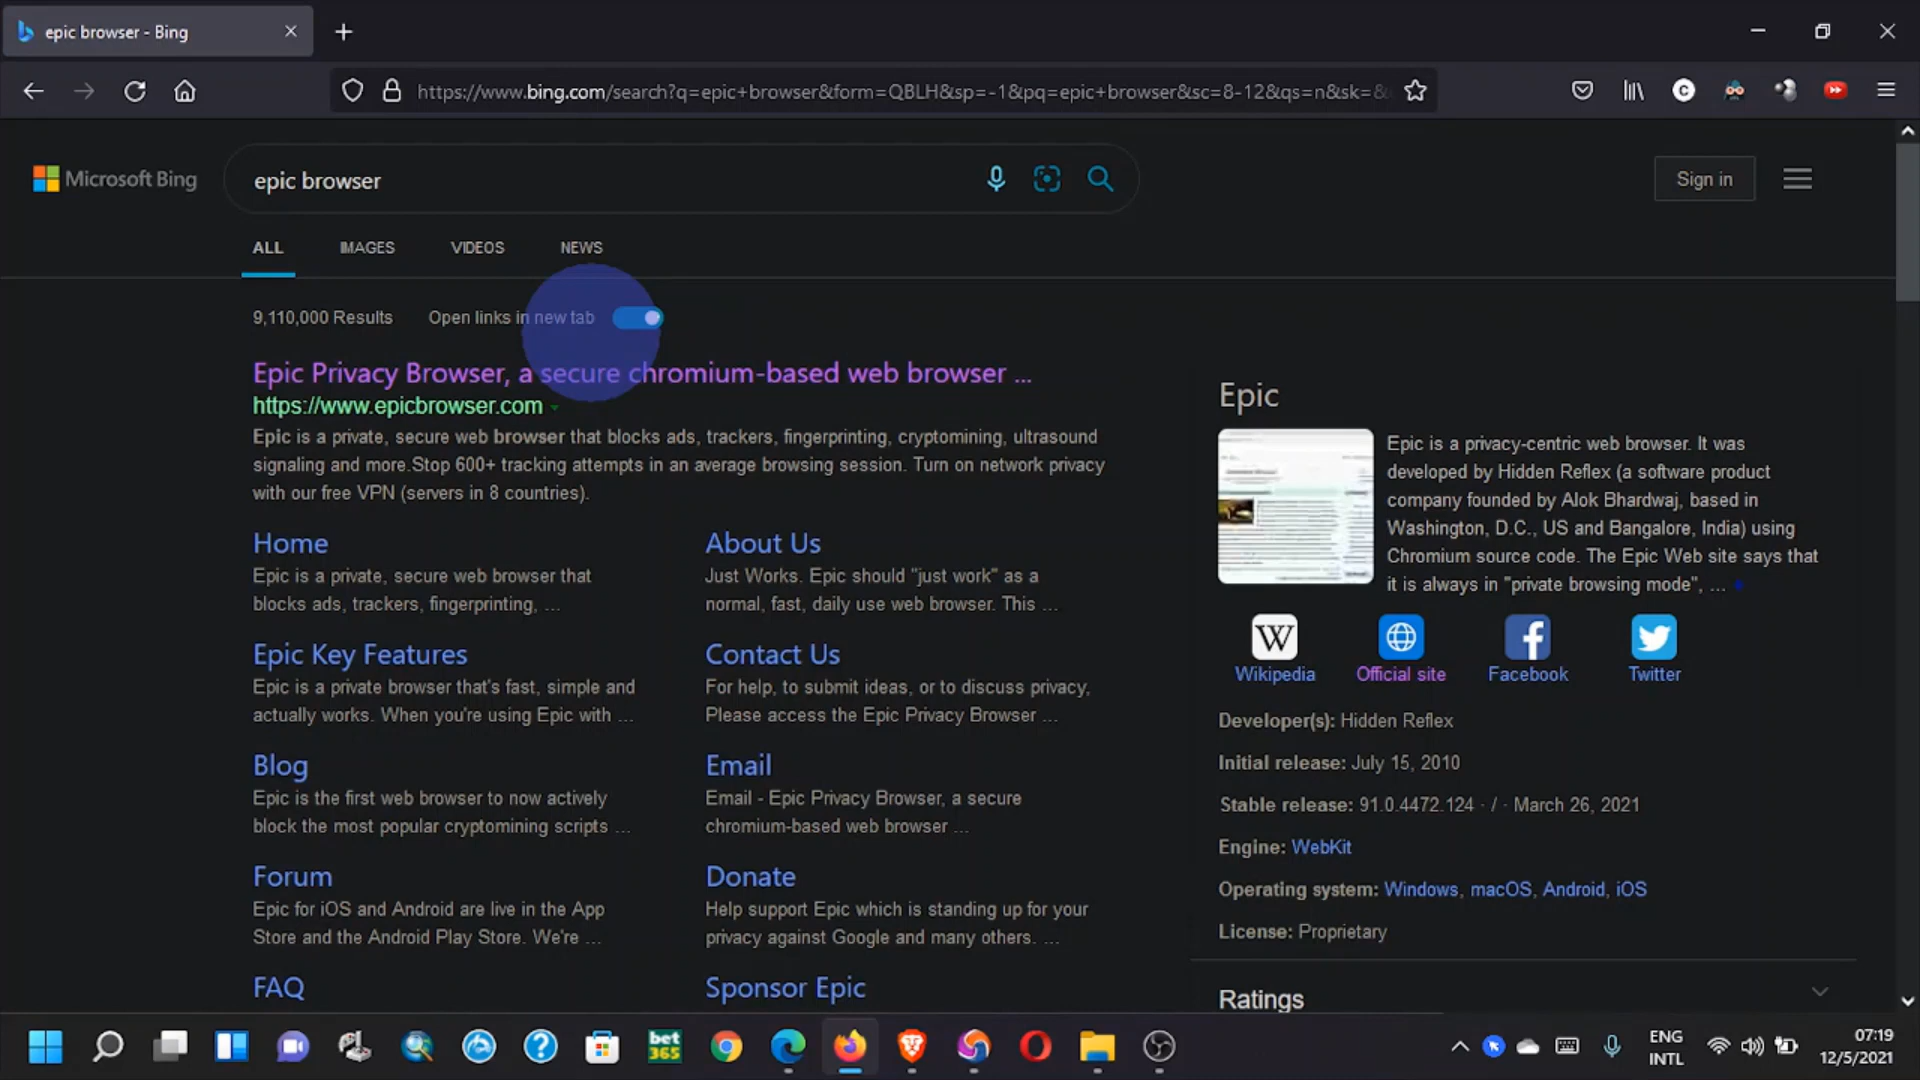 epic browser - Bing
https://www.bing.com/search?q=epic+browser&form=QBLH&sp=-1&pq=epic+browser&sc=8-12&qs=n&sk=&
Microsoft Bing
epic browser
Sign in
ALL IMAGES VIDEOS NEWS
9,110,000 Results Open links in new tab
Epic Privacy Browser, a secure chromium-based web browser ...
https://www.epicbrowser.com
Epic is a private, secure web browser that blocks ads, trackers, fingerprinting, cryptomining, ultrasound
signaling and more.Stop 600+ tracking attempts in an average browsing session. Turn on network privacy
with our free VPN (servers in 8 countries).
Home
Epic is a private, secure web browser that
blocks ads, trackers, fingerprinting, ...
About Us
Just Works. Epic should "just work" as a
normal, fast, daily use web browser. This ...
Epic Key Features
Epic is a private browser that's fast, simple and
actually works. When you're using Epic with ...
Contact Us
For help, to submit ideas, or to discuss privacy,
Please access the Epic Privacy Browser ...
Blog
Epic is the first web browser to now actively
block the most popular cryptomining scripts ...
Email
Email - Epic Privacy Browser, a secure
chromium-based web browser ...
Forum
Epic for iOS and Android are live in the App
Store and the Android Play Store. We're ...
Donate
Help support Epic which is standing up for your
privacy against Google and many others. ...
FAQ
Sponsor Epic
Epic
Epic is a privacy-centric web browser. It was
developed by Hidden Reflex (a software product
company founded by Alok Bhardwaj, based in
Washington, D.C., US and Bangalore, India) using
Chromium source code. The Epic Web site says that
it is always in "private browsing mode", ...
W
Wikipedia Official site Facebook Twitter
Developer(s): Hidden Reflex
Initial release: July 15, 2010
Stable release: 91.0.4472.124 · / · March 26, 2021
Engine: WebKit
Operating system: Windows, macOS, Android, iOS
License: Proprietary
Ratings
bet
365
ENG
INTL
07:19
12/5/2021